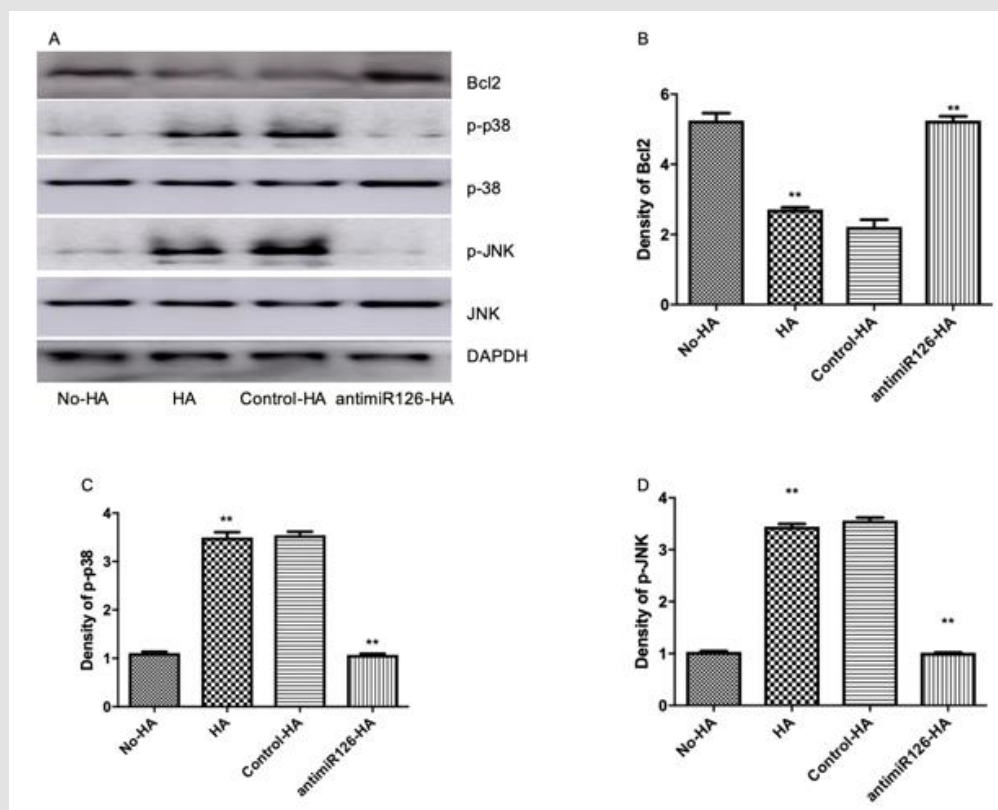 A
Bcl2
p-p38
p-38
p-JNK
JNK
DAPDH
No-HA HA Control-HA antimiR126-HA
B
Density of Bcl2
6
4
2
0
**
**
No-HA
HA
Control-HA
antimiR126-HA
C
Density of p-p38
4
3
2
1
0
**
**
No-HA
HA
Control-HA
antimiR126-HA
D
Density of p-JNK
4
3
2
1
0
**
**
No-HA
HA
Control-HA
antimiR126-HA